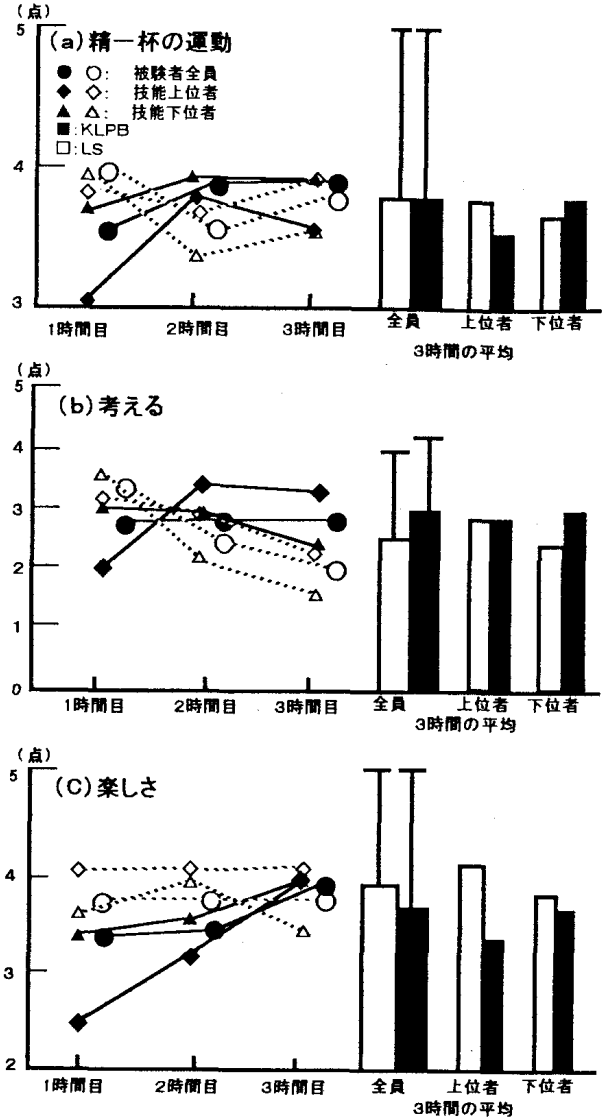 (点)
5
(a)精一杯の運動
● ○: 被験者全員
◆ ◇: 技能上位者
▲ △: 技能下位者
■:KLPB
□:LS
4
3
1時間目 2時間目 3時間目 全員 上位者 下位者
3時間の平均
(点)
5
(b)考える
4
3
2
1
0
1時間目 2時間目 3時間目 全員 上位者 下位者
3時間の平均
(点)
5
(C)楽しさ
4
3
2
1時間目 2時間目 3時間目 全員 上位者 下位者
3時間の平均